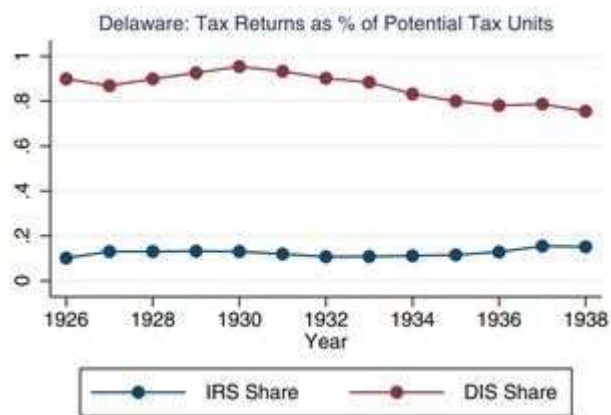 Delaware: Tax Returns as % of Potential Tax Units
1
.8
.6
.4
.2
0
1926 1928 1930 1932 1934 1936 1938
Year
IRS Share DIS Share